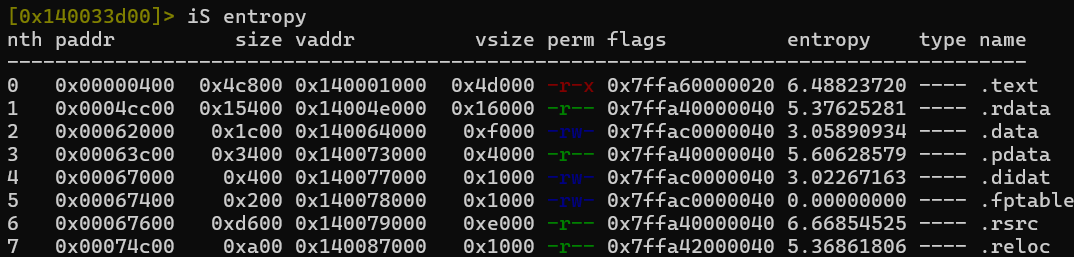 [0x140033d00]> iS entropy
nth paddr          size vaddr           vsize perm flags          entropy    type name
―――――――――――――――――――――――――――――――――――――――――――――――――――――――――――――――――――――――――――――――――――――
0   0x00000400  0x4c800 0x140001000   0x4d000 -r-x 0x7ffa60000020 6.48823720 ---- .text
1   0x0004cc00  0x15400 0x14004e000   0x16000 -r-- 0x7ffa40000040 5.37625281 ---- .rdata
2   0x00062000   0x1c00 0x140064000    0xf000 -rw- 0x7ffac0000040 3.05890934 ---- .data
3   0x00063c00   0x3400 0x140073000    0x4000 -r-- 0x7ffa40000040 5.60628579 ---- .pdata
4   0x00067000    0x400 0x140077000    0x1000 -rw- 0x7ffac0000040 3.02267163 ---- .didat
5   0x00067400    0x200 0x140078000    0x1000 -rw- 0x7ffac0000040 0.00000000 ---- .fptable
6   0x00067600   0xd600 0x140079000    0xe000 -r-- 0x7ffa40000040 6.66854525 ---- .rsrc
7   0x00074c00    0xa00 0x140087000    0x1000 -r-- 0x7ffa42000040 5.36861806 ---- .reloc